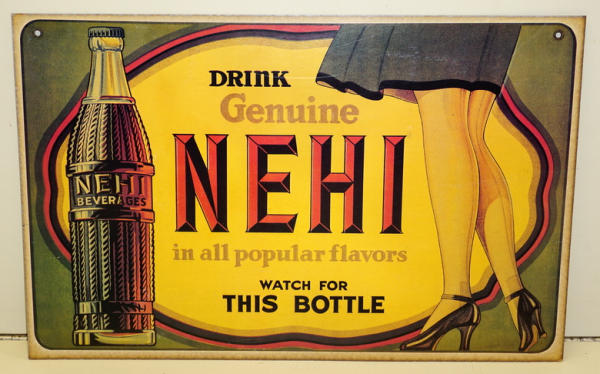 DRINK
Genuine
NEHI
in all popular flavors
WATCH FOR
THIS BOTTLE
NEHI
BEVERAGES